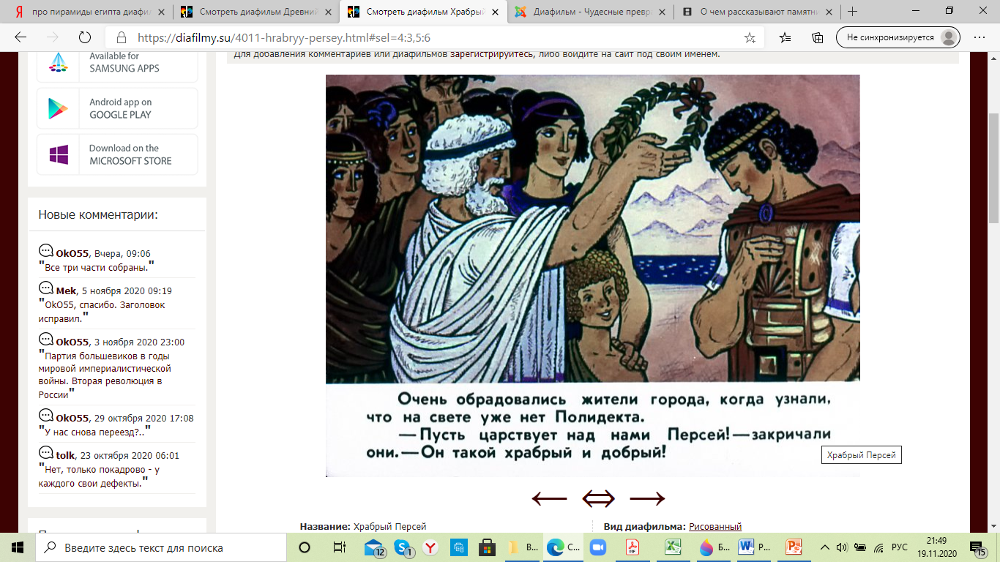 про пирамиды египта диафил
Смотреть диафильм Древний
Смотреть диафильм Храбрый
Диафильм - Чудесные превр
О чем рассказывают памятни
https://diafilmy.su/4011-hrabryy-persey.html#sel=4:3,5:6
Не синхронизируется
Для добавления комментариев или диафильмов зарегистрируйтесь, либо войдите на сайт под своим именем.
Available for
SAMSUNG APPS
Android app on
GOOGLE PLAY
Download on the
MICROSOFT STORE
Новые комментарии:
OkO55, Вчера, 09:06
"Все три части собраны."
Mek, 5 ноября 2020 09:19
"OkO55, спасибо. Заголовок
исправил."
OkO55, 3 ноября 2020 23:00
"Партия большевиков в годы
мировой империалистической
войны. Вторая революция в
России"
OkO55, 29 октября 2020 17:08
"У нас снова переезд?.."
tolk, 23 октября 2020 06:01
"Нет, только покадрово - у
каждого свои дефекты."
Очень обрадовались жители города, когда узнали,
что на свете уже нет Полидекта.
— Пусть царствует над нами Персей! — закричали
они. — Он такой храбрый и добрый!
Храбрый Персей
Название: Храбрый Персей
Вид диафильма: Рисованный
Введите здесь текст для поиска
12
1
В...
С...
Б...
Р...
РУС
21:49
19.11.2020
15